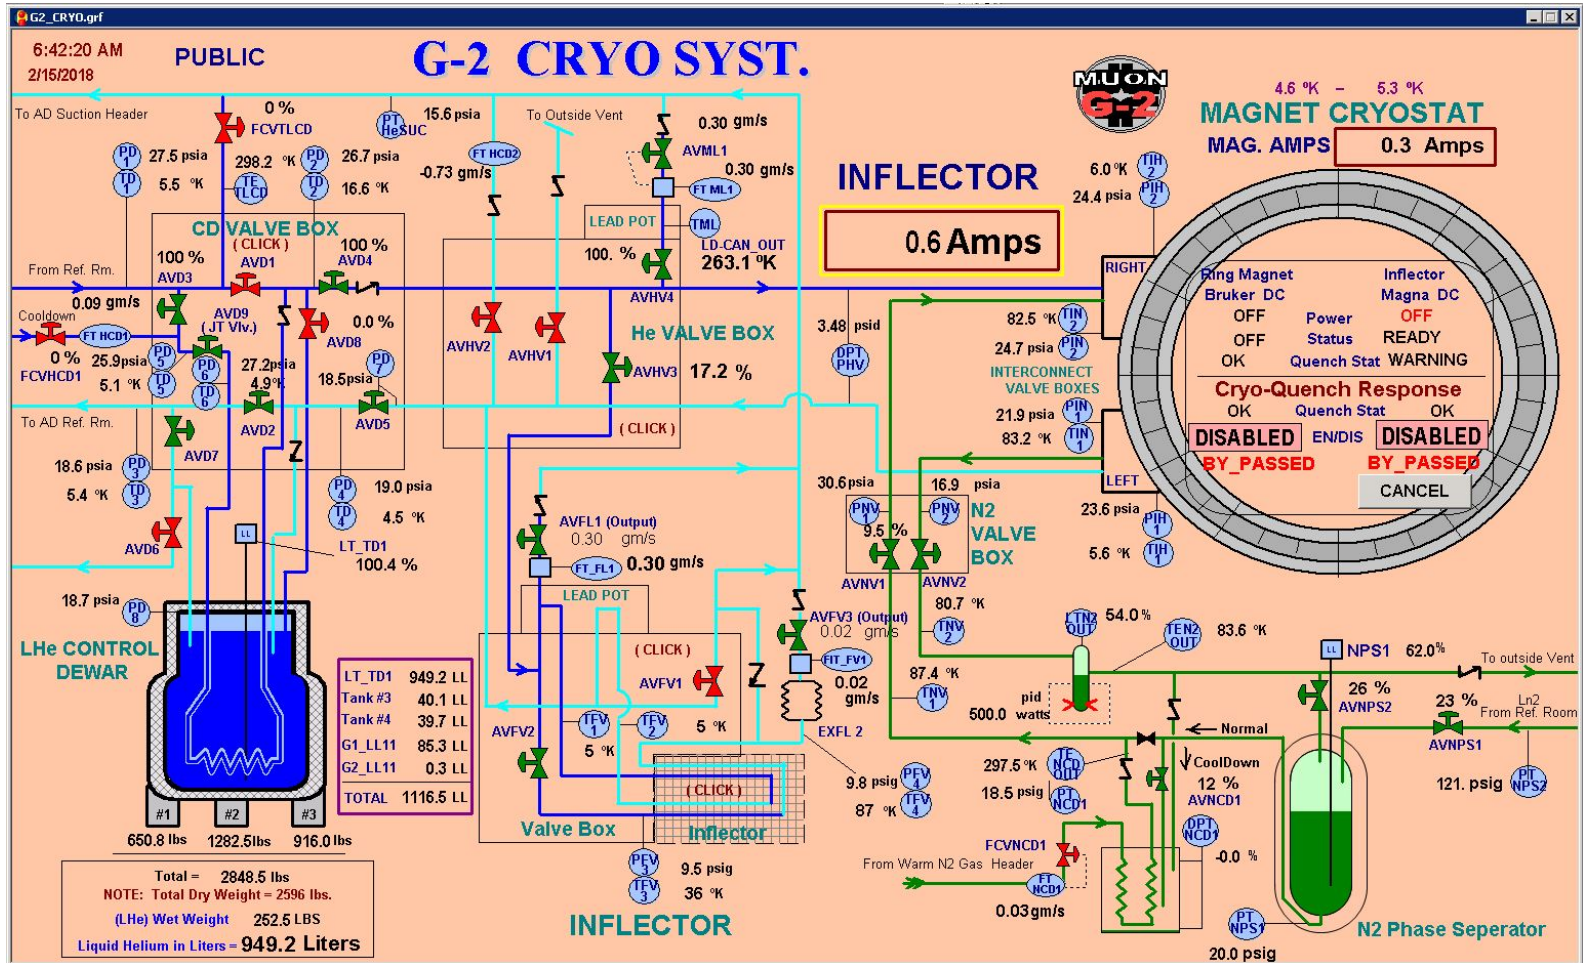 G2_CRYO.grf
6:42:20 AM
2/15/2018
PUBLIC
G-2 CRYO SYST.
MUON
G-2
4.6 °K – 5.3 °K
MAGNET CRYOSTAT
MAG. AMPS 0.3 Amps
To AD Suction Header
0 %
FCVTLCD
PT
HeSUC
15.6 psia
To Outside Vent
0.30 gm/s
AVML1
PD
1
27.5 psia
TD
1
5.5 °K
298.2 °K
TE
TLCD
PD
2
26.7 psia
TD
2
16.6 °K
FT HCD2
-0.73 gm/s
0.30 gm/s
FT ML1
LEAD POT
TML
LD-CAN_OUT
263.1 °K
100. %
AVHV4
INFLECTOR
0.6 Amps
6.0 °K
TIH
2
24.4 psia
PIH
2
CD VALVE BOX
(CLICK)
100 %
AVD3
AVD1
100 %
AVD4
From Ref. Rm.
0.09 gm/s
Cooldown
FT HCD1
0 %
FCVHCD1
AVD9
(JT Vlv.)
0.0 %
AVD8
25.9 psia
PD
5
5.1 °K
TD
5
PD
6
27.2psia
TD
6
4.9°K
PD
7
18.5psia
AVHV2
AVHV1
He VALVE BOX
AVHV3
17.2 %
(CLICK)
3.48 psid
DPT
PHV
RIGHT
82.5 °K
TIN
2
24.7 psia
PIN
2
INTERCONNECT
VALVE BOXES
21.9 psia
PIN
1
83.2 °K
TIN
1
LEFT
23.6 psia
PIH
1
5.6 °K
TIH
1
Ring Magnet Inflector
Bruker DC Magna DC
OFF Power OFF
OFF Status READY
OK Quench Stat WARNING
Cryo-Quench Response
OK Quench Stat OK
DISABLED EN/DIS DISABLED
BY_PASSED BY_PASSED
CANCEL
To AD Ref. Rm.
AVD2
AVD5
AVD7
18.6 psia
PD
3
5.4 °K
TD
3
PD
4
19.0 psia
TD
4
4.5 °K
AVD6
LL
LT_TD1
100.4 %
18.7 psia
PD
8
LHe CONTROL
DEWAR
LT_TD1 949.2 LL
Tank #3 40.1 LL
Tank #4 39.7 LL
G1_LL11 85.3 LL
G2_LL11 0.3 LL
TOTAL 1116.5 LL
#1 #2 #3
650.8 lbs 1282.5lbs 916.0 lbs
Total = 2848.5 lbs
NOTE: Total Dry Weight = 2596 lbs.
(LHe) Wet Weight 252.5 LBS
Liquid Helium in Liters = 949.2 Liters
AVFL1 (Output)
0.30 gm/s
FT_FL1
0.30 gm/s
LEAD POT
(CLICK)
AVFV1
AVFV2
TFV
1
5 °K
TFV
2
5 °K
AVFV3 (Output)
0.02 gm/s
FIT_FV1
0.02
gm/s
EXFL 2
9.8 psig
PFV
4
87 °K
TFV
4
(CLICK)
Valve Box
Inflector
PFV
3
9.5 psig
TFV
3
36 °K
INFLECTOR
30.6psia
PNV
1
16.9 psia
PNV
2
9.5 %
N2
VALVE
BOX
AVNV1
AVNV2
80.7 °K
TNV
2
87.4 °K
TNV
1
LTN2
OUT
54.0 %
TEN2
OUT
83.6 °K
pid
500.0 watts
LL
NPS1 62.0%
To outside Vent
26 %
AVNPS2
23 %
AVNPS1
Ln2
From Ref. Room
121. psig
PT
NPS2
Normal
CoolDown
12 %
AVNCD1
297.5 °K
TE
NCD
OUT
18.5 psig
PT
NCD1
DPT
NCD1
-0.0 %
FCVNCD1
From Warm N2 Gas Header
FT
NCD1
0.03gm/s
PT
NPS1
20.0 psig
N2 Phase Seperator